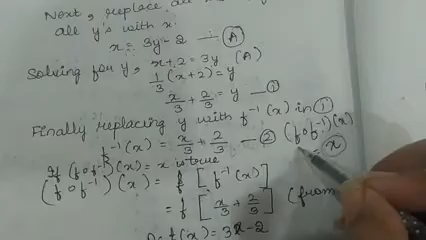 Next, replace all
all y's with x.
x = 3y - 2 — (A)
Solving for y, x + 2 = 3y (A)
1/3 (x+2) = y
x/3 + 2/3 = y — ①
Finally replacing y with f⁻¹(x) in ①
f⁻¹(x) = x/3 + 2/3 — ② (f o f⁻¹)(x)
If (f o f⁻¹)(x) = x is true = x
(f o f⁻¹)(x) = f [f⁻¹(x)]
= f [x/3 + 2/3] (from
f(x) = 3x - 2